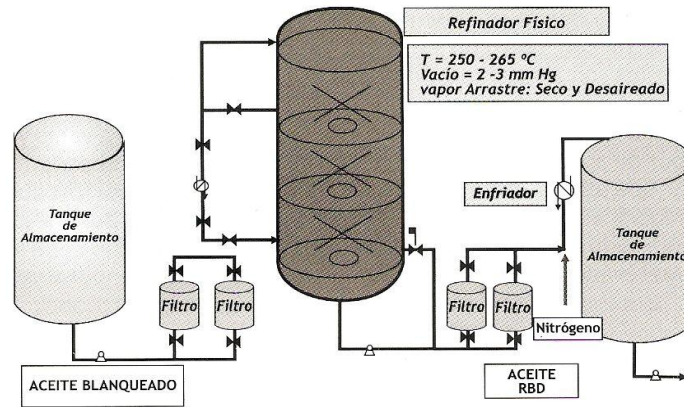 Refinador Físico
T = 250 - 265 ºC
Vacío = 2 -3 mm Hg
vapor Arrastre: Seco y Desaireado
Tanque
de
Almacenamiento
Filtro
Filtro
ACEITE BLANQUEADO
Enfriador
Filtro
Filtro
Nitrógeno
Tanque
de
Almacenamiento
ACEITE
RBD